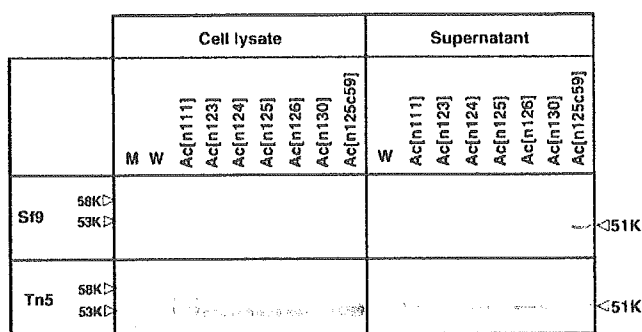 Cell lysate Supernatant
M W Ac[n111] Ac[n123] Ac[n124] Ac[n125] Ac[n126] Ac[n130] Ac[n125c59] W Ac[n111] Ac[n123] Ac[n124] Ac[n125] Ac[n126] Ac[n130] Ac[n125c59]
58K
Sf9 53K 51K
58K
Tn5 53K 51K